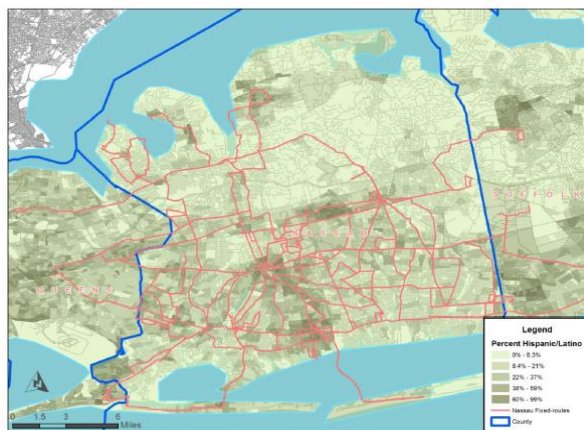 NASSAU
SUFFOLK
QUEENS
N
0 1.5 3 6
Miles
Legend
Percent Hispanic/Latino
0% - 8.3%
8.4% - 21%
22% - 37%
38% - 59%
60% - 99%
Nassau Fixed-routes
County